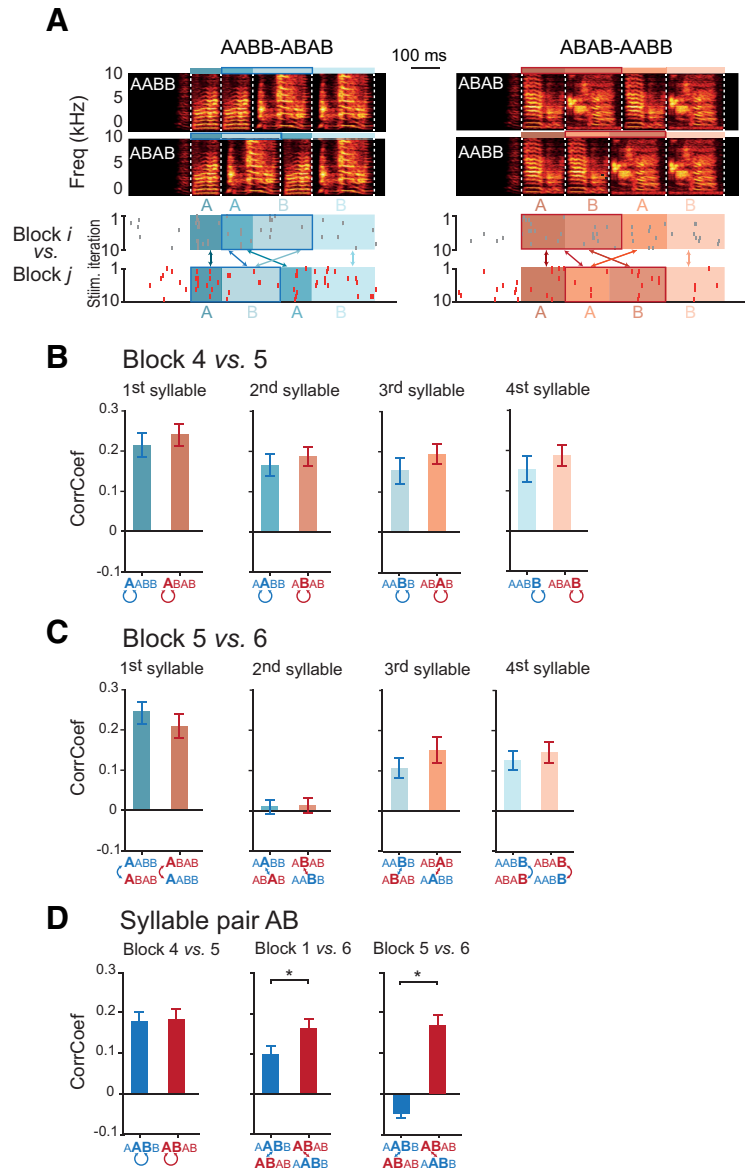 A
AABB-ABAB
100 ms
ABAB-AABB
Freq (kHz)
10
5
0
AABB
10
5
0
ABAB
ABAB
AABB
A A B B
A B A B
Block i
vs.
Block j
Stiim. iteration
1
10
1
10
1
10
1
10
A B A B
A A B B
B Block 4 vs. 5
1st syllable 2nd syllable 3rd syllable 4st syllable
CorrCoef
0.3
0.2
0.1
0
-0.1
AABB ABAB AABB ABAB AABB ABAB AABB ABAB
C Block 5 vs. 6
1st syllable 2nd syllable 3rd syllable 4st syllable
CorrCoef
0.3
0.2
0.1
0
-0.1
AABB ABAB AABB ABAB AABB ABAB AABB ABAB
ABAB AABB ABAB AABB ABAB AABB ABAB AABB
D Syllable pair AB
Block 4 vs. 5 Block 1 vs. 6 Block 5 vs. 6
CorrCoef
0.3
0.2
0.1
0
-0.1
* *
AABB ABAB AABB ABAB AABB ABAB
ABAB AABB ABAB AABB